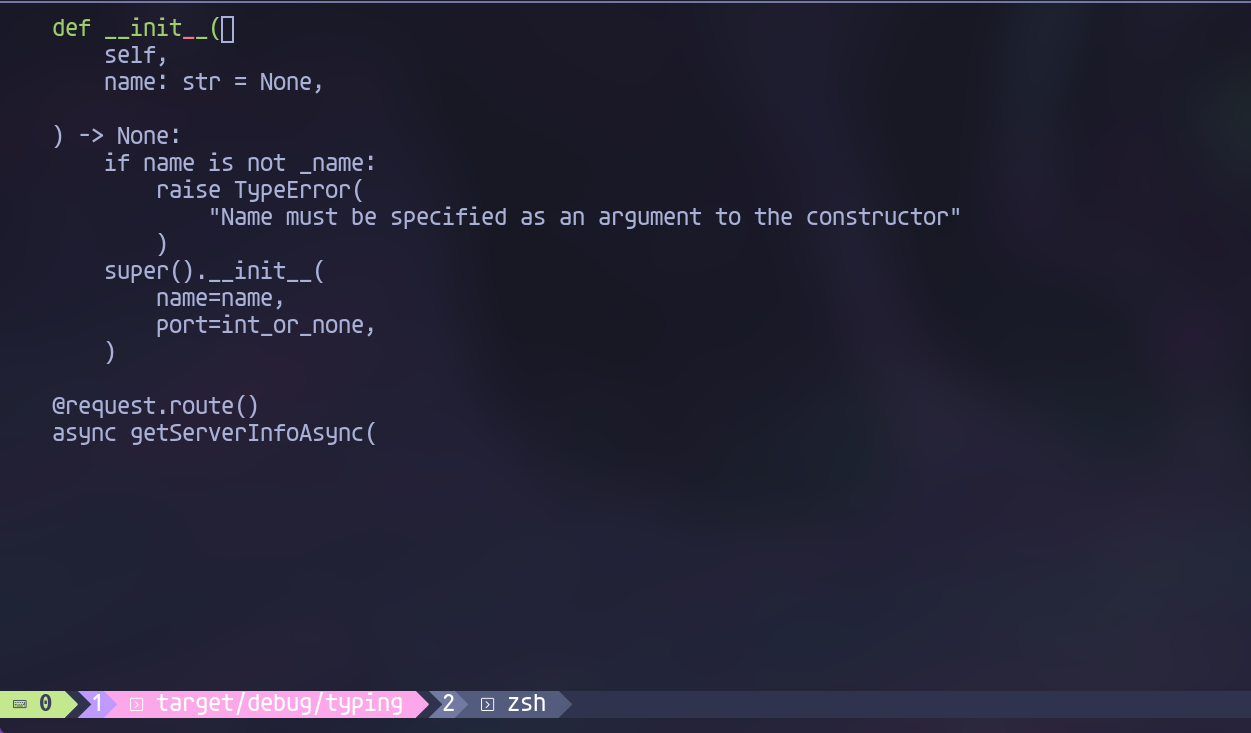 def __init__(
    self,
    name: str = None,

) -> None:
    if name is not _name:
        raise TypeError(
            "Name must be specified as an argument to the constructor"
        )
    super().__init__(
        name=name,
        port=int_or_none,
    )

@request.route()
async getServerInfoAsync(
0 1 target/debug/typing 2 zsh